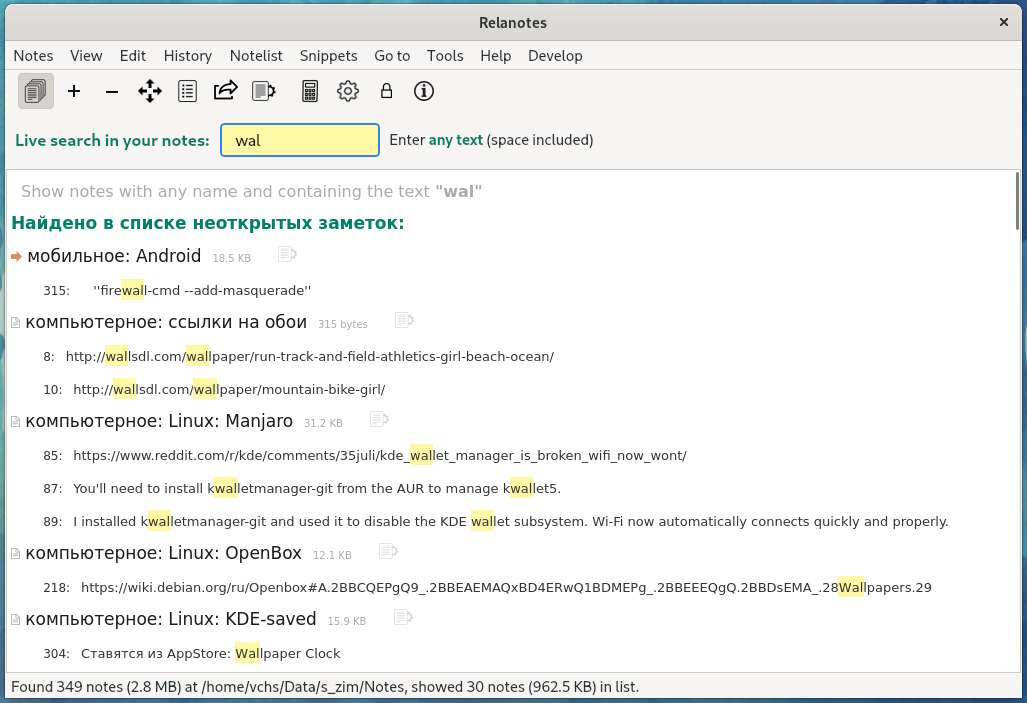 Relanotes
Notes View Edit History Notelist Snippets Go to Tools Help Develop
Live search in your notes: wal Enter any text (space included)
Show notes with any name and containing the text "wal"
Найдено в списке неоткрытых заметок:
мобильное: Android 18.5 KB
315: ''firewall-cmd --add-masquerade''
компьютерное: ссылки на обои 315 bytes
8: http://wallsdl.com/wallpaper/run-track-and-field-athletics-girl-beach-ocean/
10: http://wallsdl.com/wallpaper/mountain-bike-girl/
компьютерное: Linux: Manjaro 31.2 KB
85: https://www.reddit.com/r/kde/comments/35juli/kde_wallet_manager_is_broken_wifi_now_wont/
87: You'll need to install kwalletmanager-git from the AUR to manage kwallet5.
89: I installed kwalletmanager-git and used it to disable the KDE wallet subsystem. Wi-Fi now automatically connects quickly and properly.
компьютерное: Linux: OpenBox 12.1 KB
218: https://wiki.debian.org/ru/Openbox#A.2BBCQEPgQ9_.2BBEAEMAQxBD4ERwQ1BDMEPg_.2BBEEEQgQ.2BBDsEMA_.28Wallpapers.29
компьютерное: Linux: KDE-saved 15.9 KB
304: Ставятся из AppStore: Wallpaper Clock
Found 349 notes (2.8 MB) at /home/vchs/Data/s_zim/Notes, showed 30 notes (962.5 KB) in list.